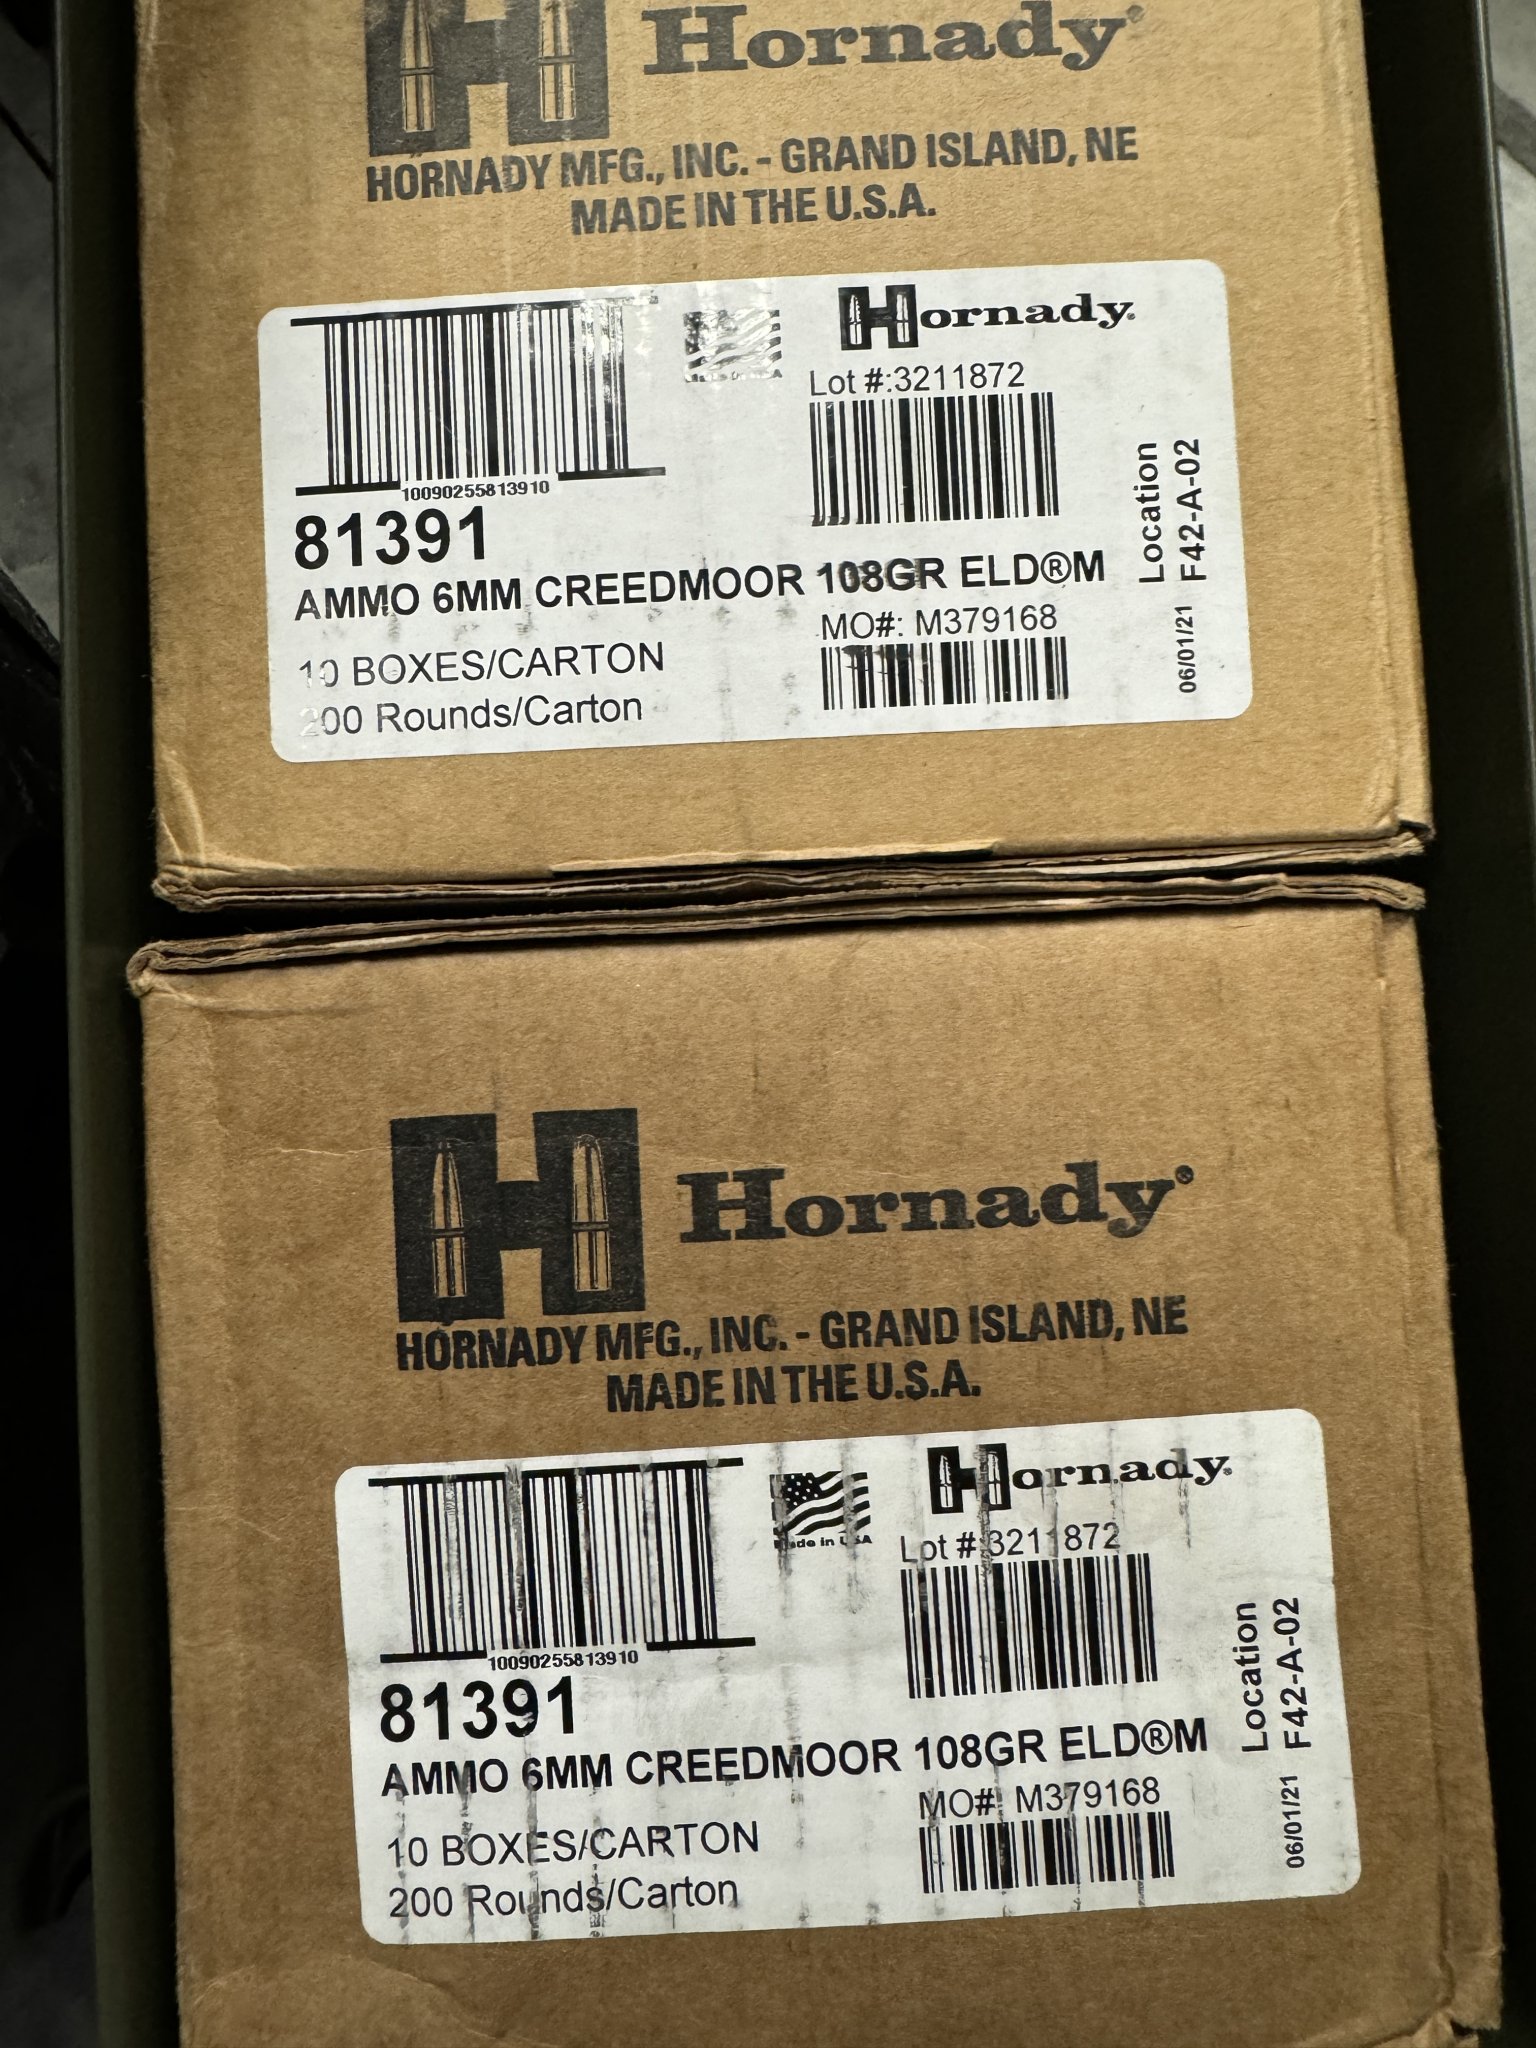 Hornady®
HORNADY MFG., INC. - GRAND ISLAND, NE
MADE IN THE U.S.A.
Hornady®
Lot #:3211872
10090255813910
81391
AMMO 6MM CREEDMOOR 108GR ELD®M
MO#: M379168
10 BOXES/CARTON
200 Rounds/Carton
Location
F42-A-02
06/01/21
Hornady®
HORNADY MFG., INC. - GRAND ISLAND, NE
MADE IN THE U.S.A.
Made in USA
Hornady®
Lot #:3211872
10090255813910
81391
AMMO 6MM CREEDMOOR 108GR ELD®M
MO#: M379168
10 BOXES/CARTON
200 Rounds/Carton
Location
F42-A-02
06/01/21